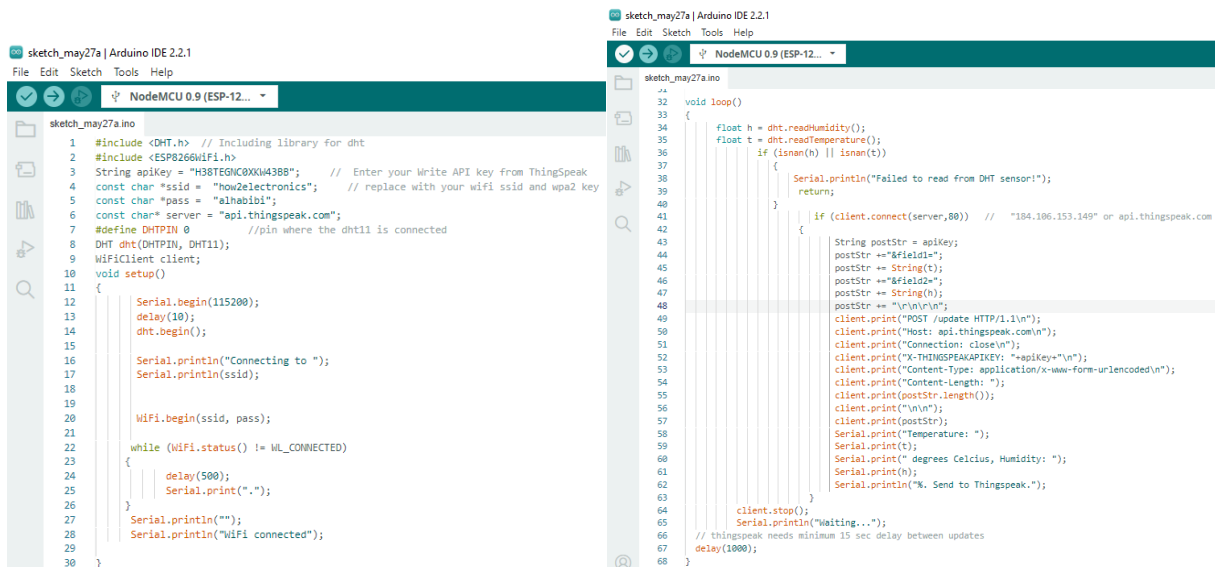 sketch_may27a | Arduino IDE 2.2.1
File Edit Sketch Tools Help
NodeMCU 0.9 (ESP-12...
sketch_may27a.ino
1 #include <DHT.h> // Including library for dht
2 #include <ESP8266WiFi.h>
3 String apiKey = "H38TEGNC0XKW43BB"; // Enter your Write API key from ThingSpeak
4 const char *ssid = "how2electronics"; // replace with your wifi ssid and wpa2 key
5 const char *pass = "alhabibi";
6 const char* server = "api.thingspeak.com";
7 #define DHTPIN 0 //pin where the dht11 is connected
8 DHT dht(DHTPIN, DHT11);
9 WiFiClient client;
10 void setup()
11 {
12 Serial.begin(115200);
13 delay(10);
14 dht.begin();
15
16 Serial.println("Connecting to ");
17 Serial.println(ssid);
18
19
20 WiFi.begin(ssid, pass);
21
22 while (WiFi.status() != WL_CONNECTED)
23 {
24 delay(500);
25 Serial.print(".");
26 }
27 Serial.println("");
28 Serial.println("WiFi connected");
29
30 }
sketch_may27a | Arduino IDE 2.2.1
File Edit Sketch Tools Help
NodeMCU 0.9 (ESP-12...
sketch_may27a.ino
31
32 void loop()
33 {
34 float h = dht.readHumidity();
35 float t = dht.readTemperature();
36 if (isnan(h) || isnan(t))
37 {
38 Serial.println("Failed to read from DHT sensor!");
39 return;
40 }
41 if (client.connect(server,80)) // "184.106.153.149" or api.thingspeak.com
42 {
43 String postStr = apiKey;
44 postStr +="&field1=";
45 postStr += String(t);
46 postStr +="&field2=";
47 postStr += String(h);
48 postStr += "\r\n\r\n";
49 client.print("POST /update HTTP/1.1\n");
50 client.print("Host: api.thingspeak.com\n");
51 client.print("Connection: close\n");
52 client.print("X-THINGSPEAKAPIKEY: "+apiKey+"\n");
53 client.print("Content-Type: application/x-www-form-urlencoded\n");
54 client.print("Content-Length: ");
55 client.print(postStr.length());
56 client.print("\n\n");
57 client.print(postStr);
58 Serial.print("Temperature: ");
59 Serial.print(t);
60 Serial.print(" degrees Celcius, Humidity: ");
61 Serial.print(h);
62 Serial.println("%. Send to Thingspeak.");
63 }
64 client.stop();
65 Serial.println("Waiting...");
66 // thingspeak needs minimum 15 sec delay between updates
67 delay(1000);
68 }